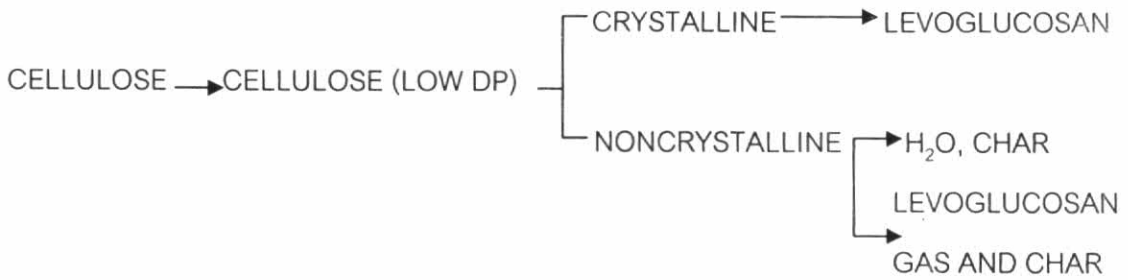 CRYSTALLINE LEVOGLUCOSAN
CELLULOSE CELLULOSE (LOW DP)
NONCRYSTALLINE H₂O, CHAR
LEVOGLUCOSAN
GAS AND CHAR